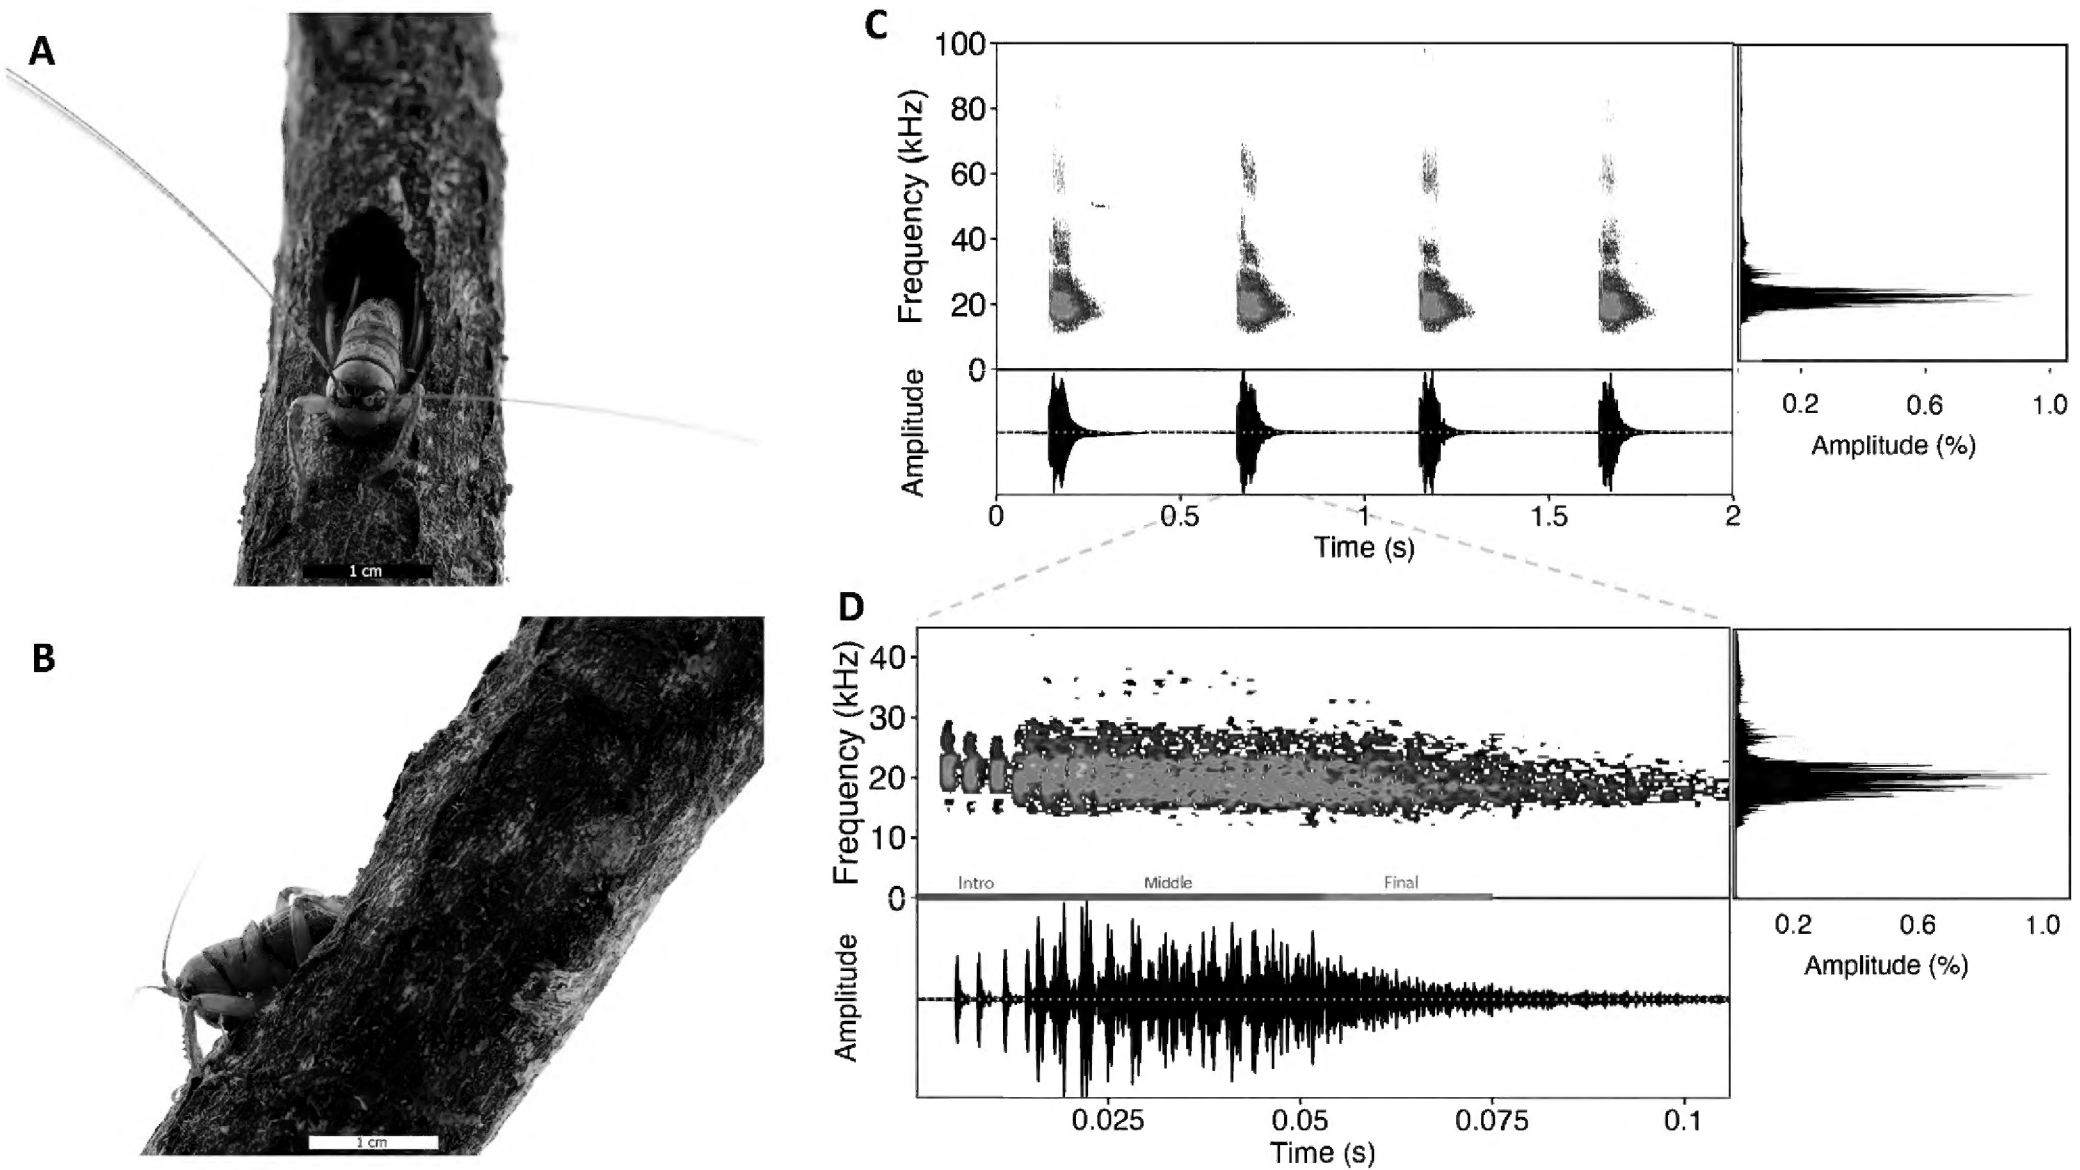 A
1 cm
B
1 cm
C
Frequency (kHz)
100
80
60
40
20
0
Amplitude
0 0.5 1 1.5 2
Time (s)
0.2 0.6 1.0
Amplitude (%)
D
Frequency (kHz)
40
30
20
10
0
Intro Middle Final
Amplitude
0.025 0.05 0.075 0.1
Time (s)
0.2 0.6 1.0
Amplitude (%)